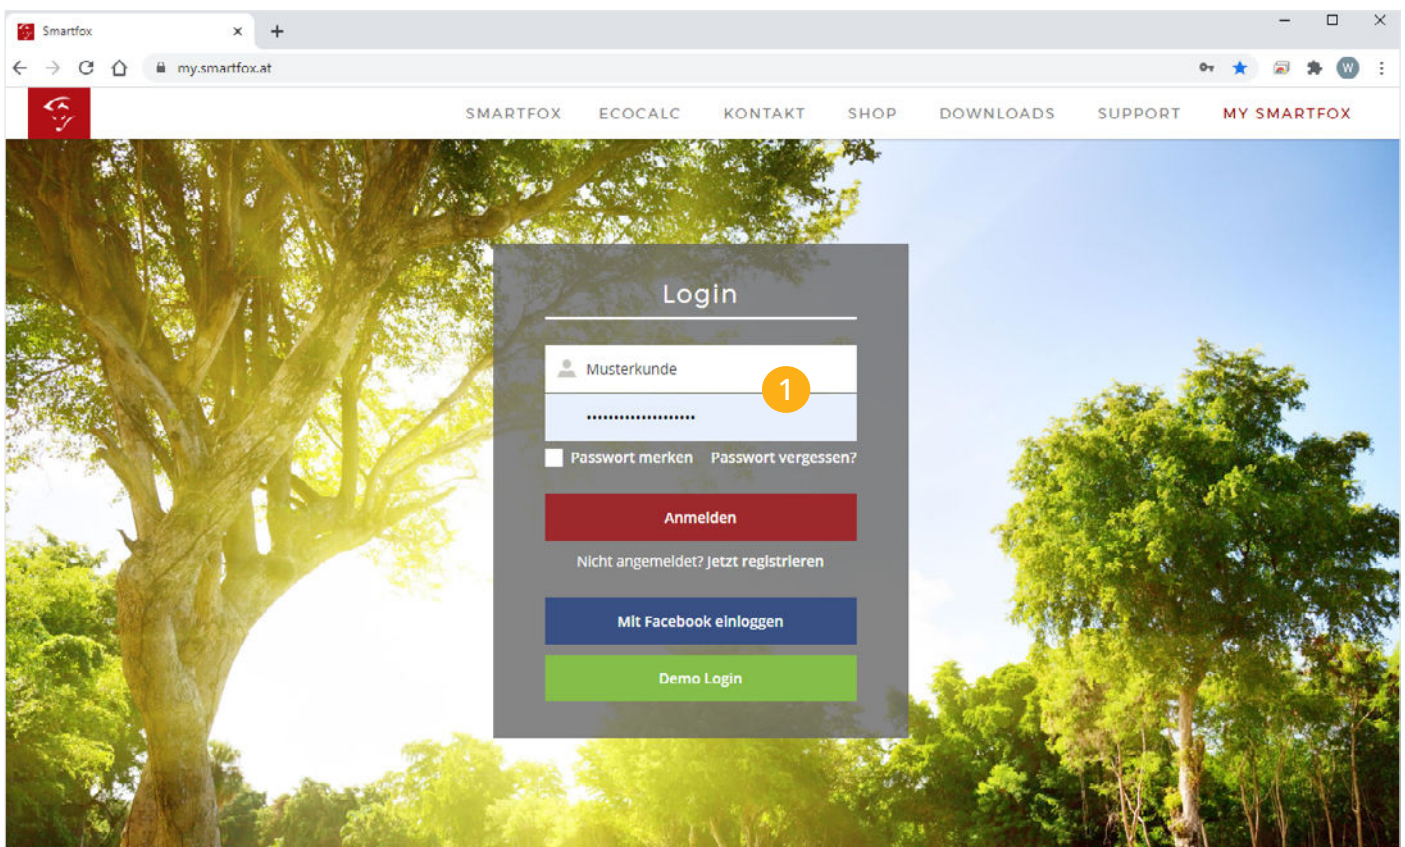 Smartfox
my.smartfox.at
W
SMARTFOX ECOCALC KONTAKT SHOP DOWNLOADS SUPPORT MY SMARTFOX
Login
Musterkunde
1
••••••••••••••••••••
Passwort merken Passwort vergessen?
Anmelden
Nicht angemeldet? Jetzt registrieren
Mit Facebook einloggen
Demo Login